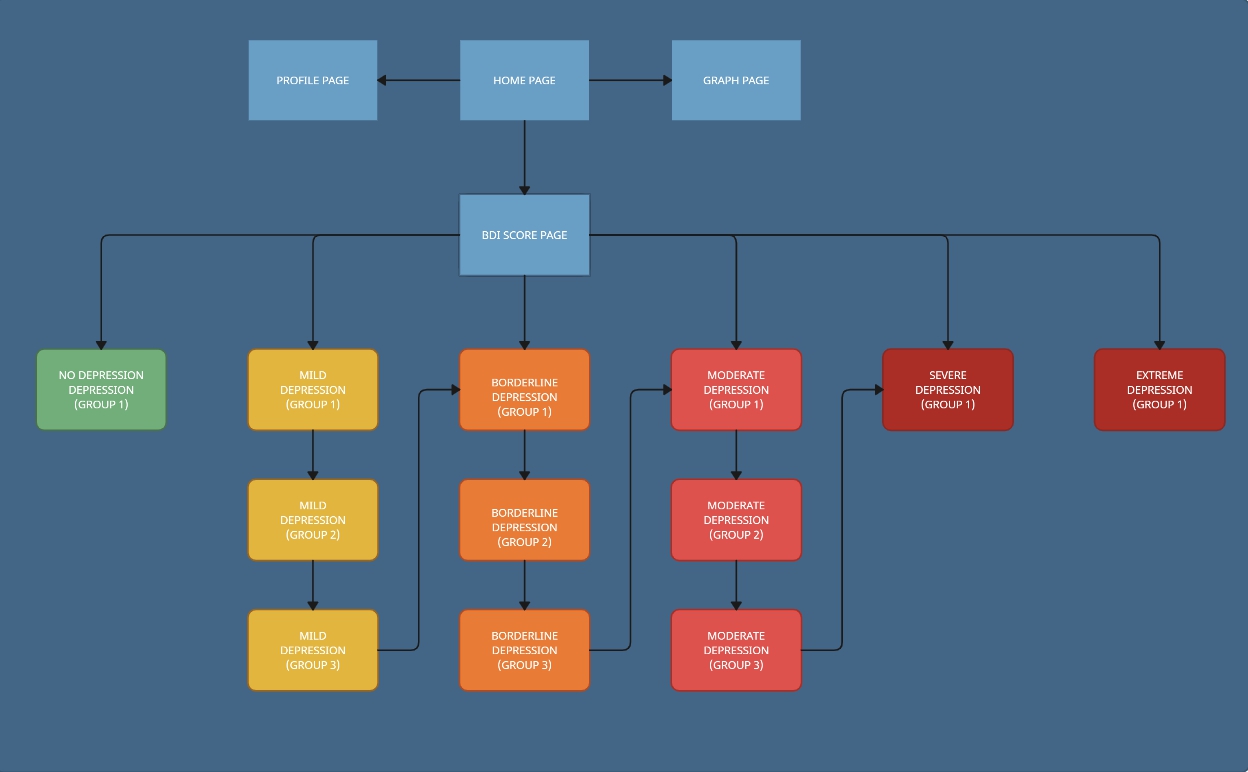 PROFILE PAGE
HOME PAGE
GRAPH PAGE
BDI SCORE PAGE
NO DEPRESSION
DEPRESSION
(GROUP 1)
MILD
DEPRESSION
(GROUP 1)
BORDERLINE
DEPRESSION
(GROUP 1)
MODERATE
DEPRESSION
(GROUP 1)
SEVERE
DEPRESSION
(GROUP 1)
EXTREME
DEPRESSION
(GROUP 1)
MILD
DEPRESSION
(GROUP 2)
BORDERLINE
DEPRESSION
(GROUP 2)
MODERATE
DEPRESSION
(GROUP 2)
MILD
DEPRESSION
(GROUP 3)
BORDERLINE
DEPRESSION
(GROUP 3)
MODERATE
DEPRESSION
(GROUP 3)